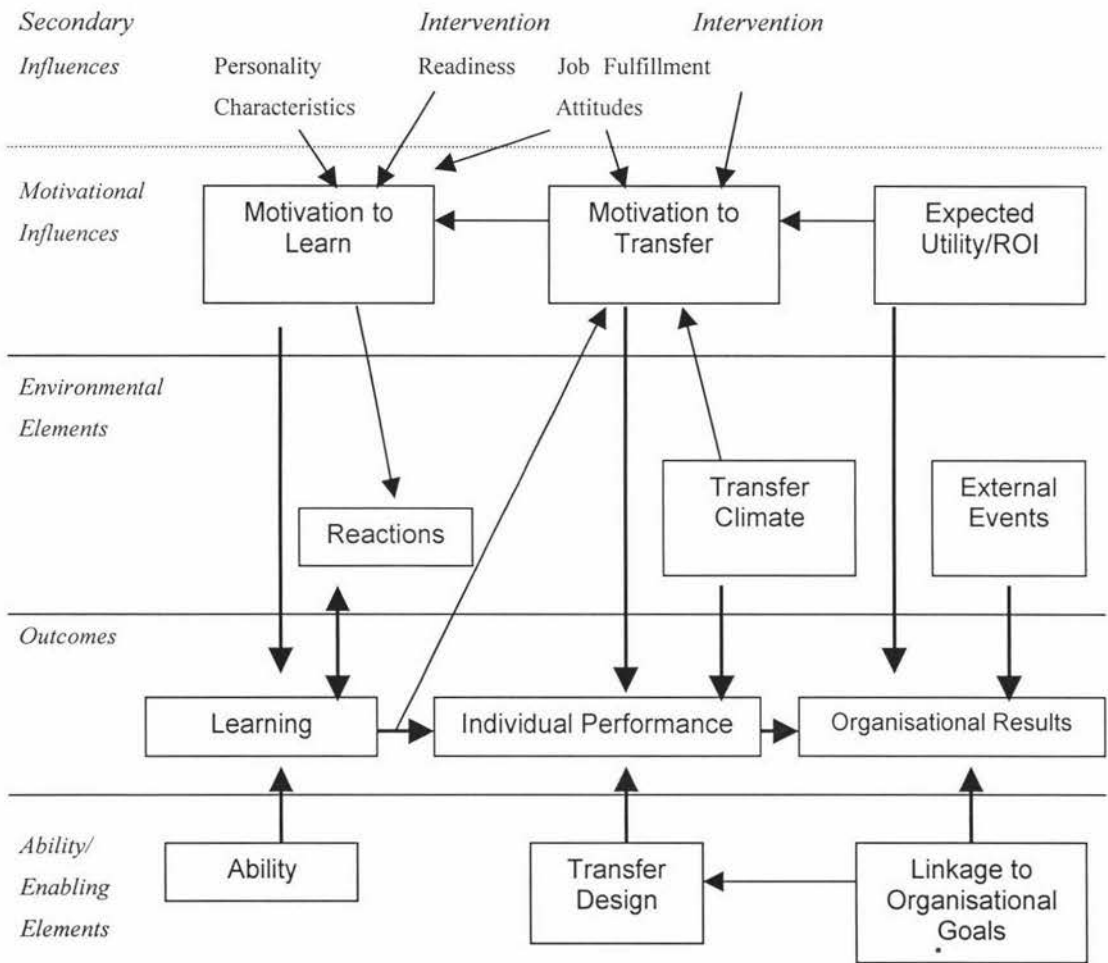 Secondary Intervention Intervention
Influences Personality Readiness Job Fulfillment
Characteristics Attitudes
Motivational
Influences
Motivation to
Learn
Motivation to
Transfer
Expected
Utility/ROI
Environmental
Elements
Reactions
Transfer
Climate
External
Events
Outcomes
Learning
Individual Performance
Organisational Results
Ability/
Enabling
Elements
Ability
Transfer
Design
Linkage to
Organisational
Goals